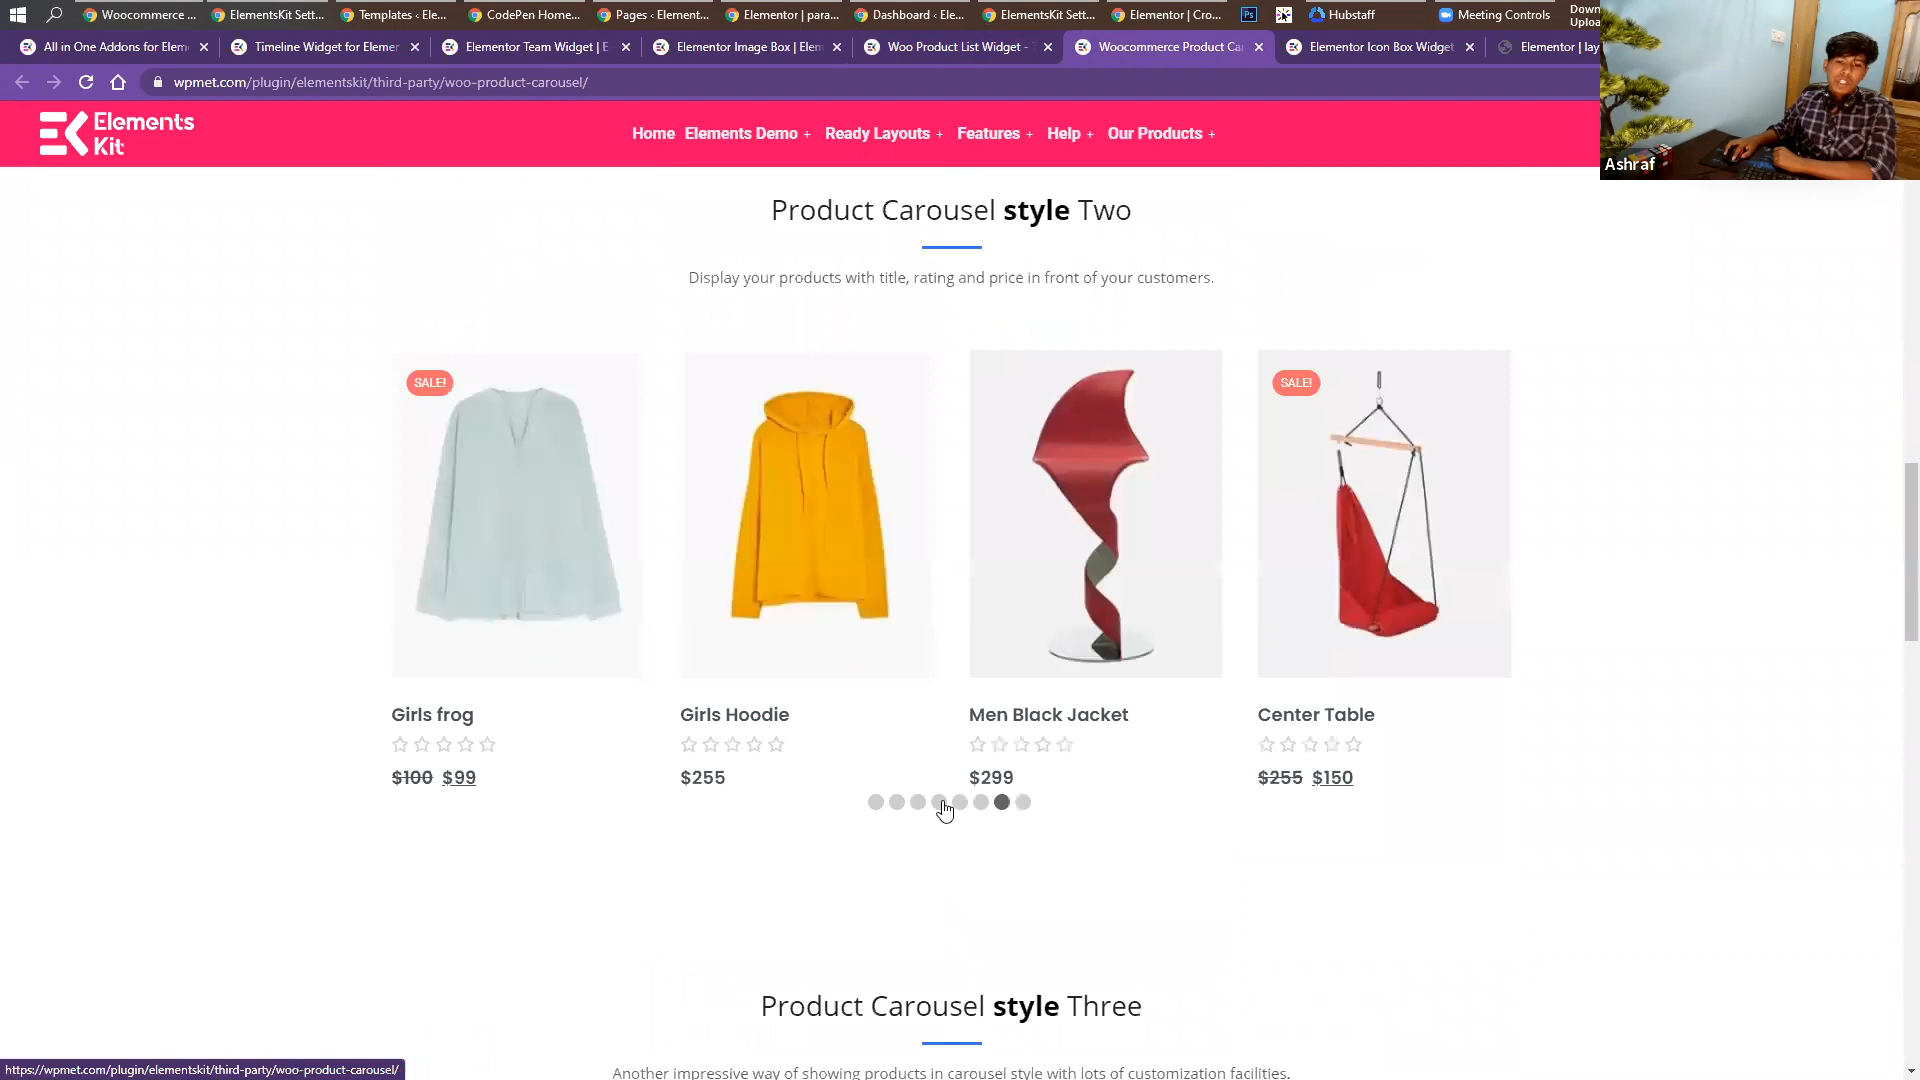 Woocommerce ...
ElementsKit Sett...
Templates ‹ Ele...
CodePen Home...
Pages ‹ Element...
Elementor | para...
Dashboard ‹ Ele...
ElementsKit Sett...
Elementor | Cro...
Ps
Hubstaff
Meeting Controls
Down
Uploa
All in One Addons for Elem
Timeline Widget for Elemen
Elementor Team Widget | E
Elementor Image Box | Elem
Woo Product List Widget -
Woocommerce Product Ca
Elementor Icon Box Widget
Elementor | lay
wpmet.com/plugin/elementskit/third-party/woo-product-carousel/
Ashraf
Elements
Kit
Home Elements Demo + Ready Layouts + Features + Help + Our Products +
Product Carousel style Two
Display your products with title, rating and price in front of your customers.
SALE!
SALE!
Girls frog
Girls Hoodie
Men Black Jacket
Center Table
$100 $99
$255
$299
$255 $150
Product Carousel style Three
Another impressive way of showing products in carousel style with lots of customization facilities.
https://wpmet.com/plugin/elementskit/third-party/woo-product-carousel/